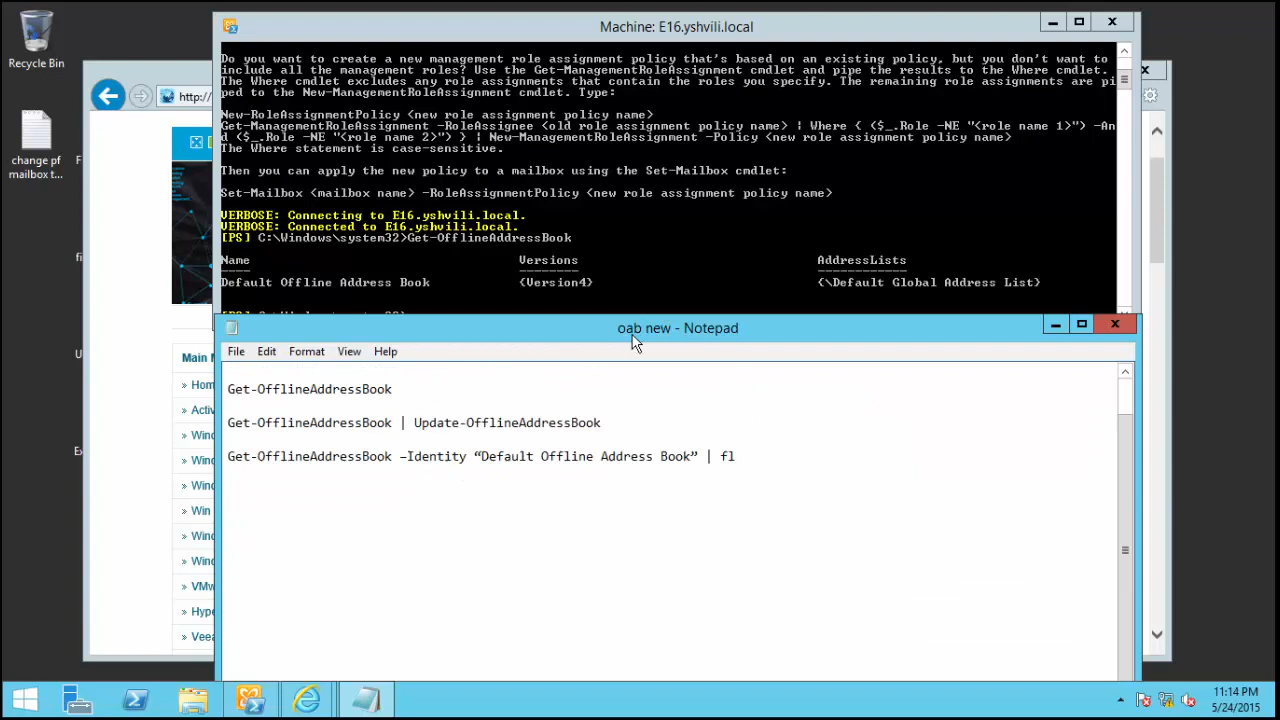 Recycle Bin
change pf
mailbox t...
http://
Main M
» Hom
» Activ
» Wind
» Wind
» Wind
» Win
» Wind
» Wind
» VMw
» Hype
» Veea
Machine: E16.yshvili.local
Do you want to create a new management role assignment policy that's based on an existing policy, but you don't want to
include all the management roles? Use the Get-ManagementRoleAssignment cmdlet and pipe the results to the Where cmdlet.
The Where cmdlet excludes any role assignments that contain the roles you specify. The remaining role assignments are pi
ped to the New-ManagementRoleAssignment cmdlet. Type:
New-RoleAssignmentPolicy <new role assignment policy name>
Get-ManagementRoleAssignment -RoleAssignee <old role assignment policy name> | Where { ($_.Role -NE "<role name 1>") -An
d ($_.Role -NE "<role name 2>") } | New-ManagementRoleAssignment -Policy <new role assignment policy name>
The Where statement is case-sensitive.
Then you can apply the new policy to a mailbox using the Set-Mailbox cmdlet:
Set-Mailbox <mailbox name> -RoleAssignmentPolicy <new role assignment policy name>
VERBOSE: Connecting to E16.yshvili.local.
VERBOSE: Connected to E16.yshvili.local.
[PS] C:\Windows\system32>Get-OfflineAddressBook
Name Versions AddressLists
---- -------- ------------
Default Offline Address Book {Version4} {\Default Global Address List}
oab new - Notepad
File Edit Format View Help
Get-OfflineAddressBook
Get-OfflineAddressBook | Update-OfflineAddressBook
Get-OfflineAddressBook –Identity “Default Offline Address Book” | fl
11:14 PM
5/24/2015